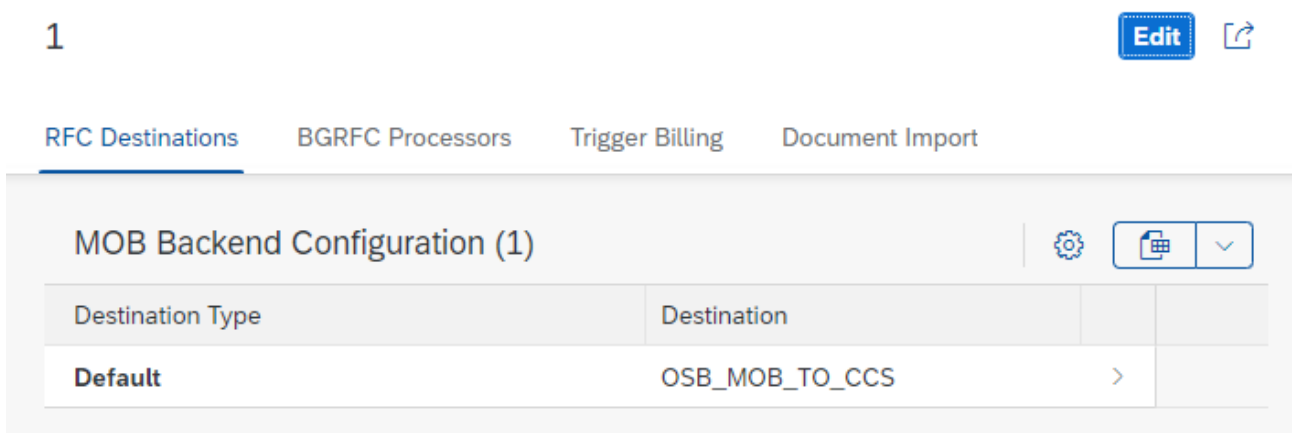 1 Edit
RFC Destinations BGRFC Processors Trigger Billing Document Import
MOB Backend Configuration (1)
Destination Type Destination
Default OSB_MOB_TO_CCS